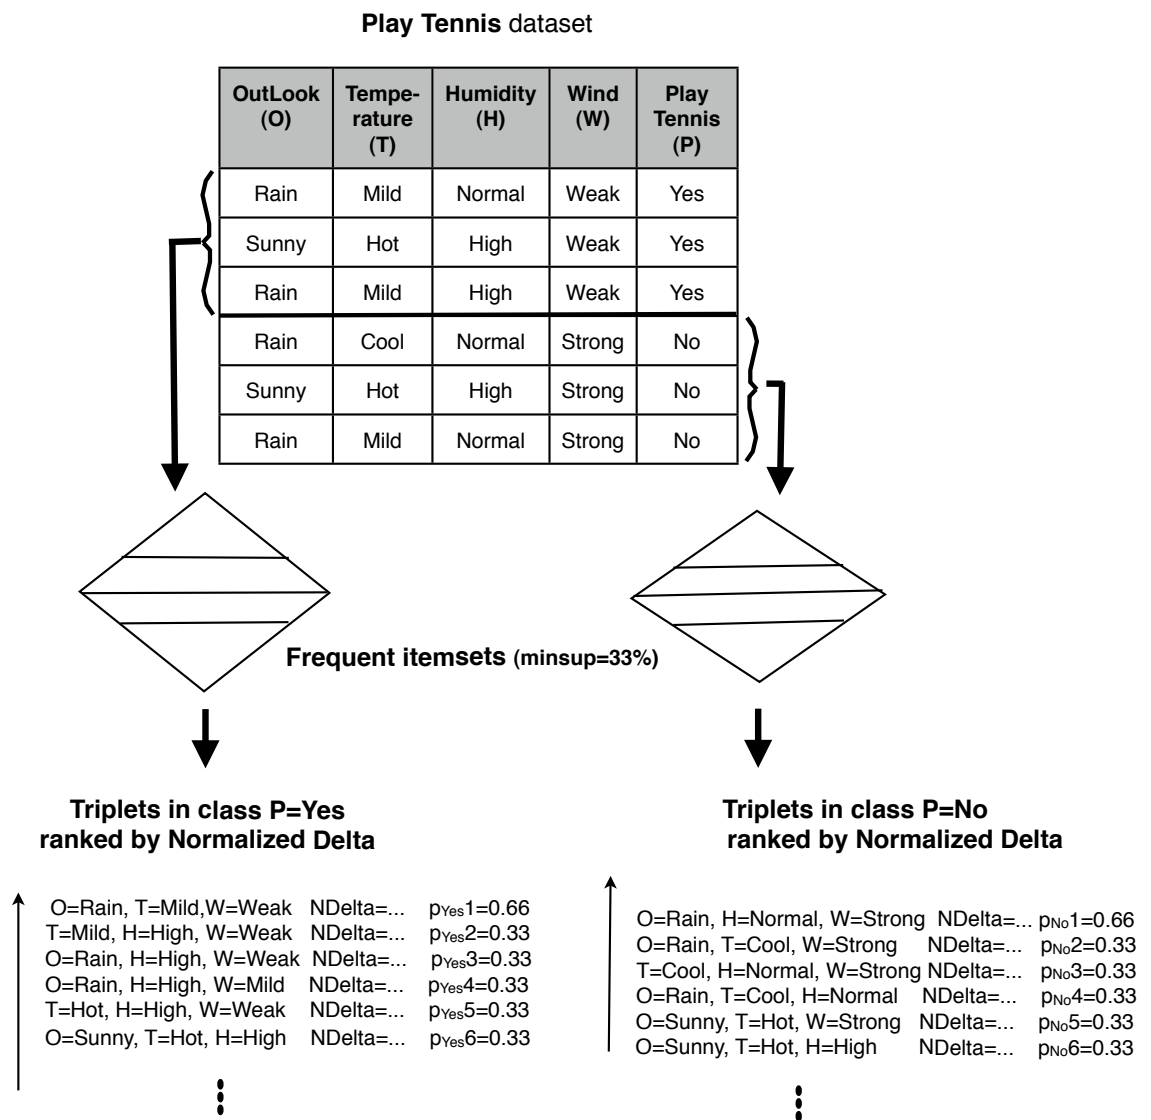 Play Tennis dataset
OutLook (O) Tempe-rature (T) Humidity (H) Wind (W) Play Tennis (P)
Rain Mild Normal Weak Yes
Sunny Hot High Weak Yes
Rain Mild High Weak Yes
Rain Cool Normal Strong No
Sunny Hot High Strong No
Rain Mild Normal Strong No
Frequent itemsets (minsup=33%)
Triplets in class P=Yes
ranked by Normalized Delta
O=Rain, T=Mild,W=Weak NDelta=... pYes1=0.66
T=Mild, H=High, W=Weak NDelta=... pYes2=0.33
O=Rain, H=High, W=Weak NDelta=... pYes3=0.33
O=Rain, H=High, W=Mild NDelta=... pYes4=0.33
T=Hot, H=High, W=Weak NDelta=... pYes5=0.33
O=Sunny, T=Hot, H=High NDelta=... pYes6=0.33
Triplets in class P=No
ranked by Normalized Delta
O=Rain, H=Normal, W=Strong NDelta=... pNo1=0.66
O=Rain, T=Cool, W=Strong NDelta=... pNo2=0.33
T=Cool, H=Normal, W=Strong NDelta=... pNo3=0.33
O=Rain, T=Cool, H=Normal NDelta=... pNo4=0.33
O=Sunny, T=Hot, W=Strong NDelta=... pNo5=0.33
O=Sunny, T=Hot, H=High NDelta=... pNo6=0.33